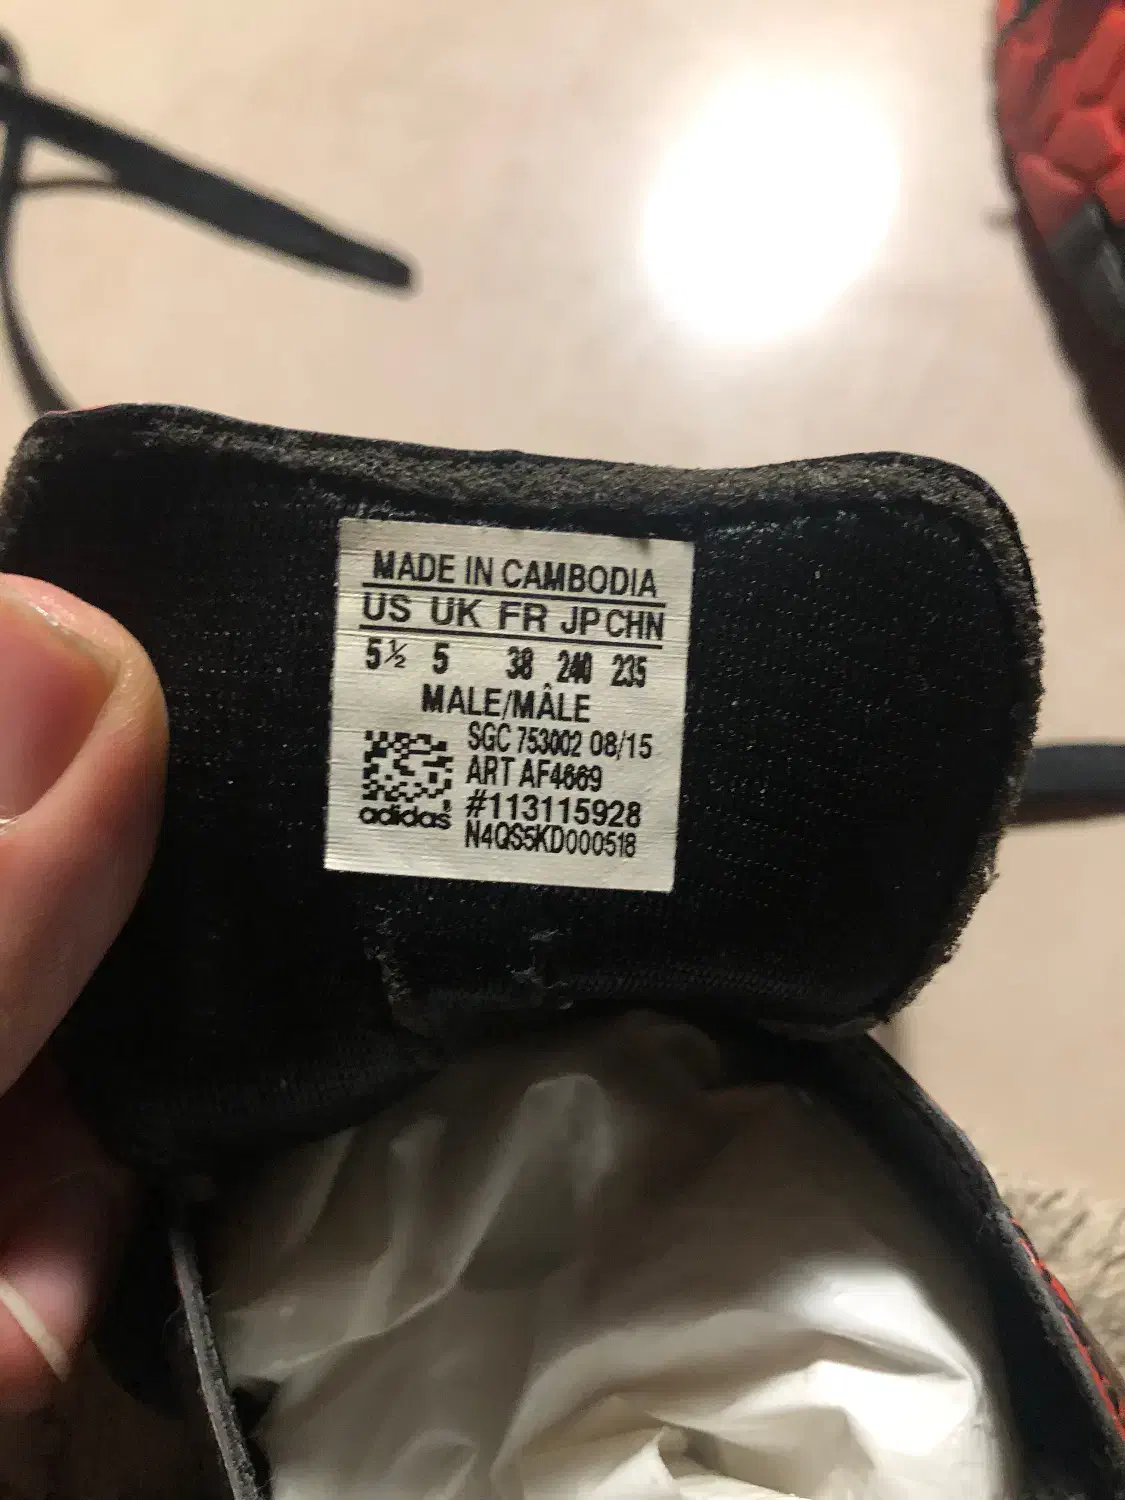 MADE IN CAMBODIA
US UK FR JP CHN
5½ 5 38 240 235
MALE/MÂLE
SGC 753002 08/15
ART AF4669
#113115928
N4QS5KD000518
adidas